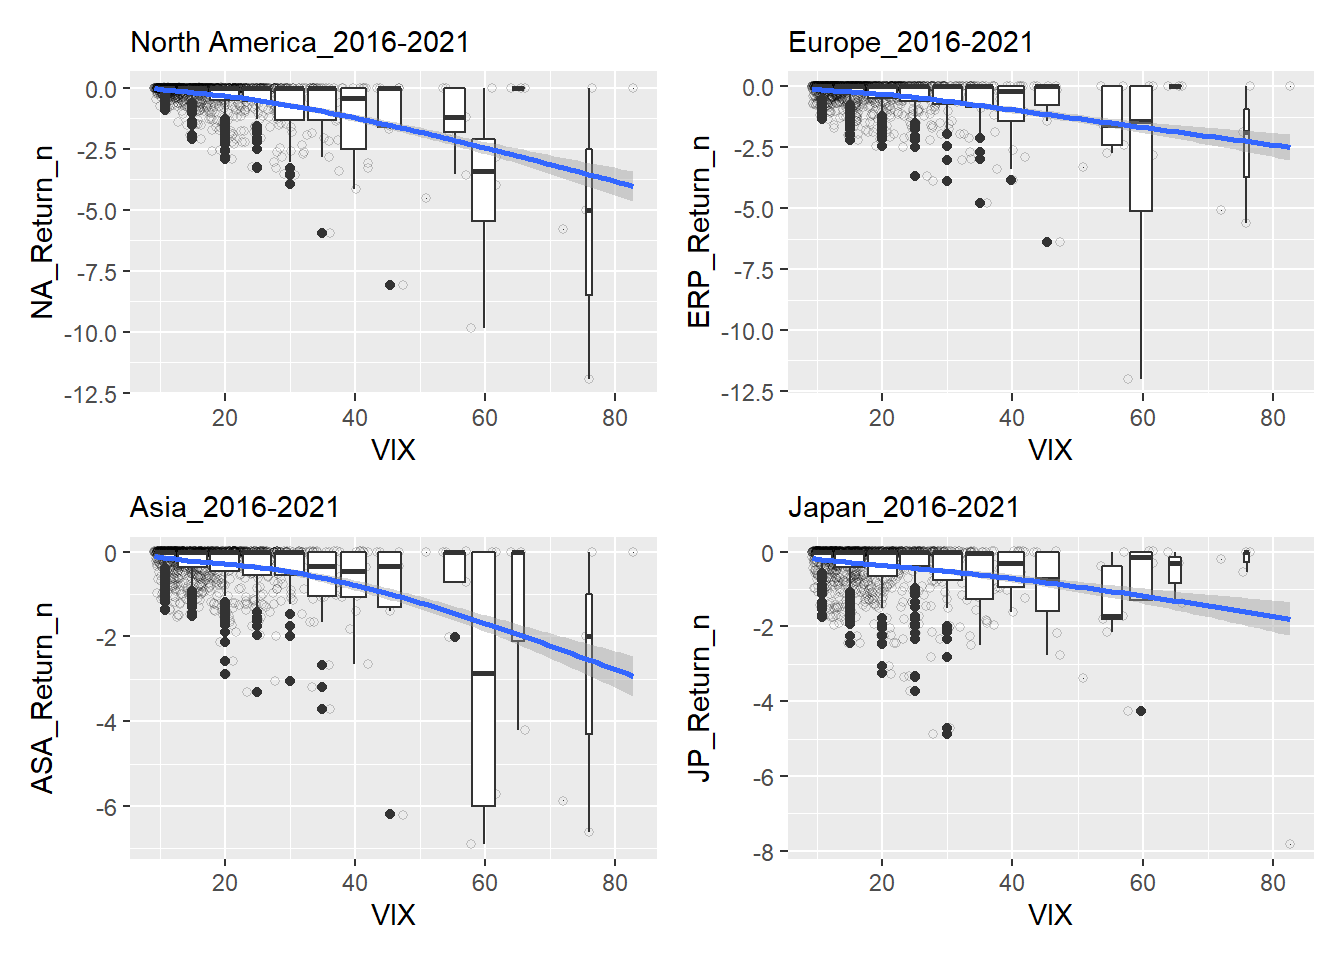 North America_2016-2021
NA_Return_n
0.0
-2.5
-5.0
-7.5
-10.0
-12.5
20 40 60 80
VIX
Europe_2016-2021
ERP_Return_n
0.0
-2.5
-5.0
-7.5
-10.0
-12.5
20 40 60 80
VIX
Asia_2016-2021
ASA_Return_n
0
-2
-4
-6
20 40 60 80
VIX
Japan_2016-2021
JP_Return_n
0
-2
-4
-6
-8
20 40 60 80
VIX